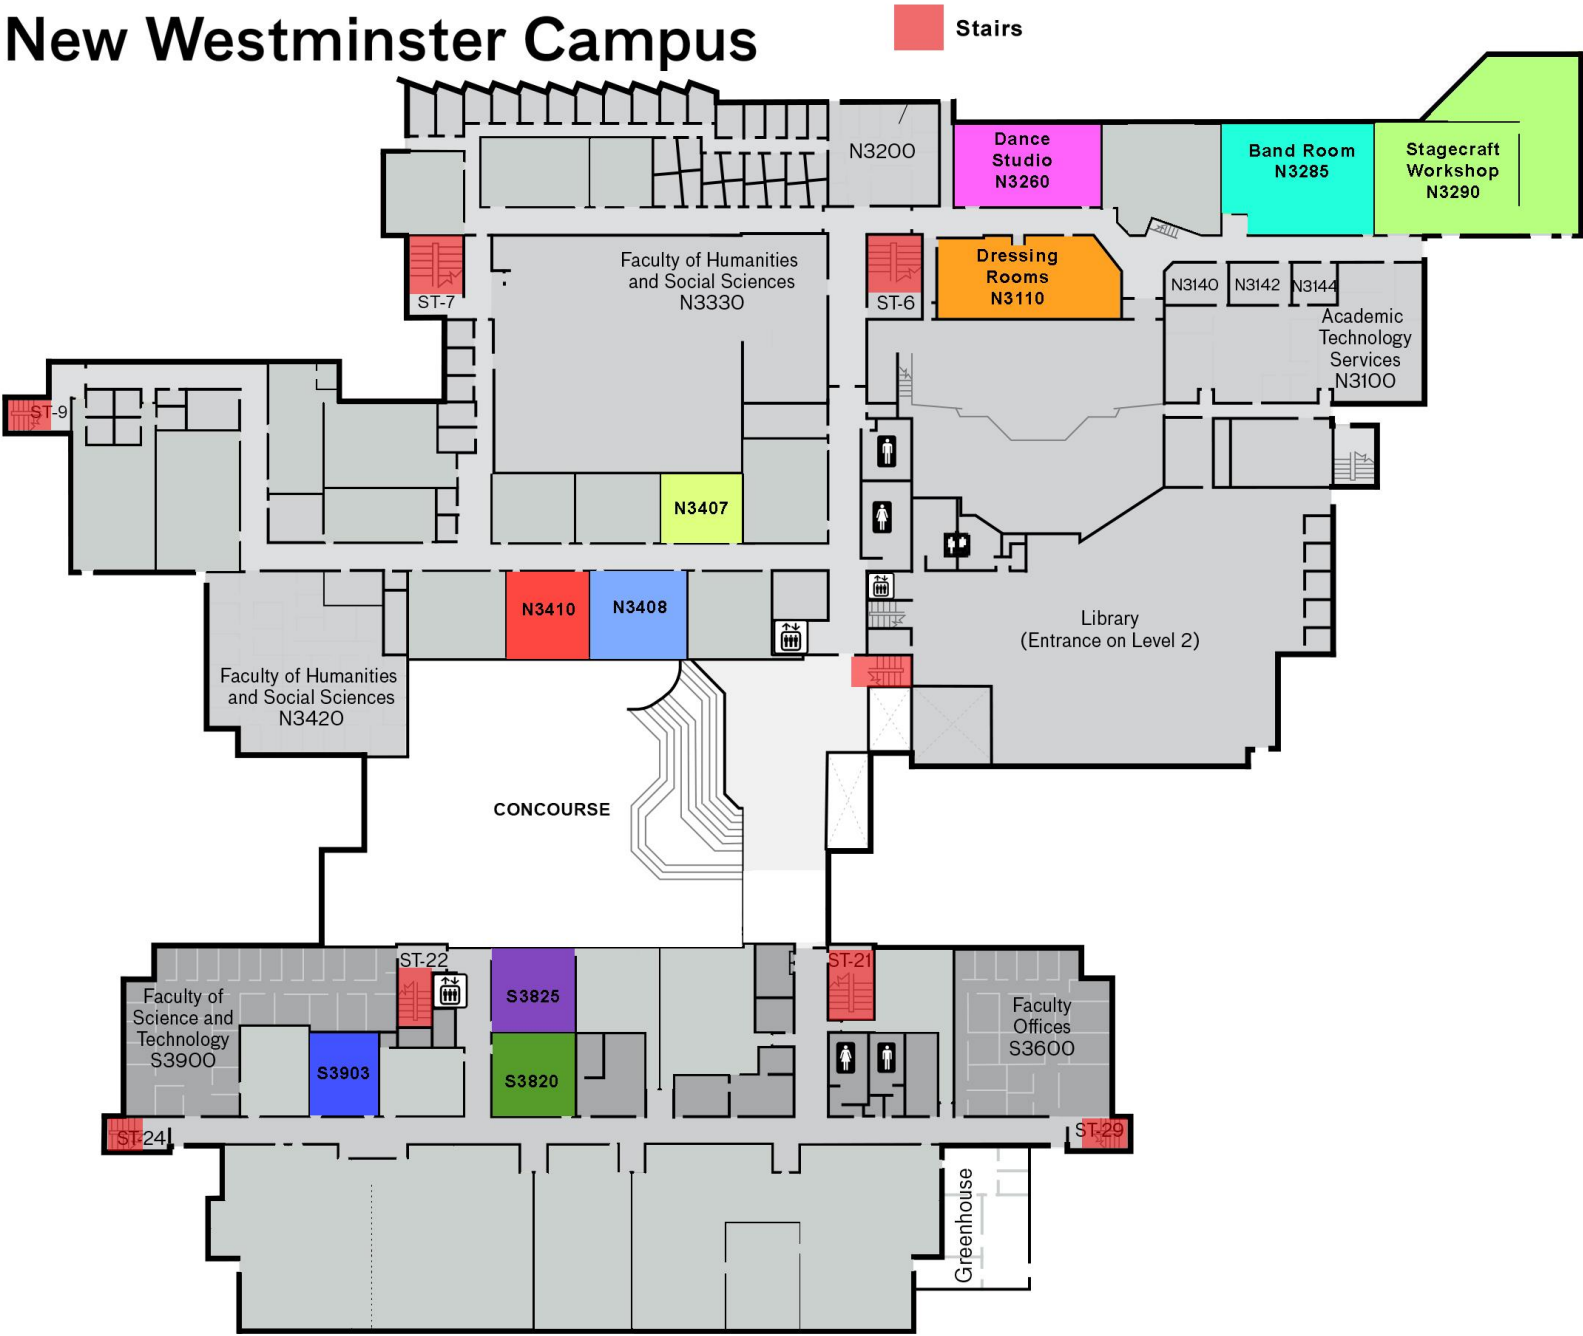 New Westminster Campus
Stairs
N3200
Dance
Studio
N3260
Band Room
N3285
Stagecraft
Workshop
N3290
ST-7
Faculty of Humanities
and Social Sciences
N3330
ST-6
Dressing
Rooms
N3110
N3140
N3142
N3144
Academic
Technology
Services
N3100
ST-9
N3407
N3410
N3408
Library
(Entrance on Level 2)
Faculty of Humanities
and Social Sciences
N3420
CONCOURSE
ST-22
Faculty of
Science and
Technology
S3900
S3903
S3825
S3820
ST-21
Faculty
Offices
S3600
ST-24
ST-29
Greenhouse